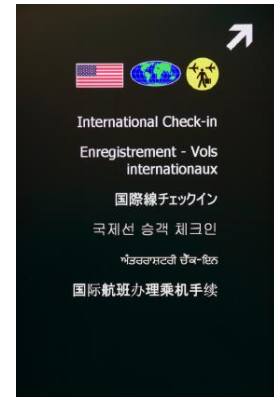 International Check-in
Enregistrement - Vols
internationaux
国際線チェックイン
국제선 승객 체크인
ਅੰਤਰਰਾਸ਼ਟਰੀ ਚੈੱਕ-ਇਨ
国际航班办理乘机手续